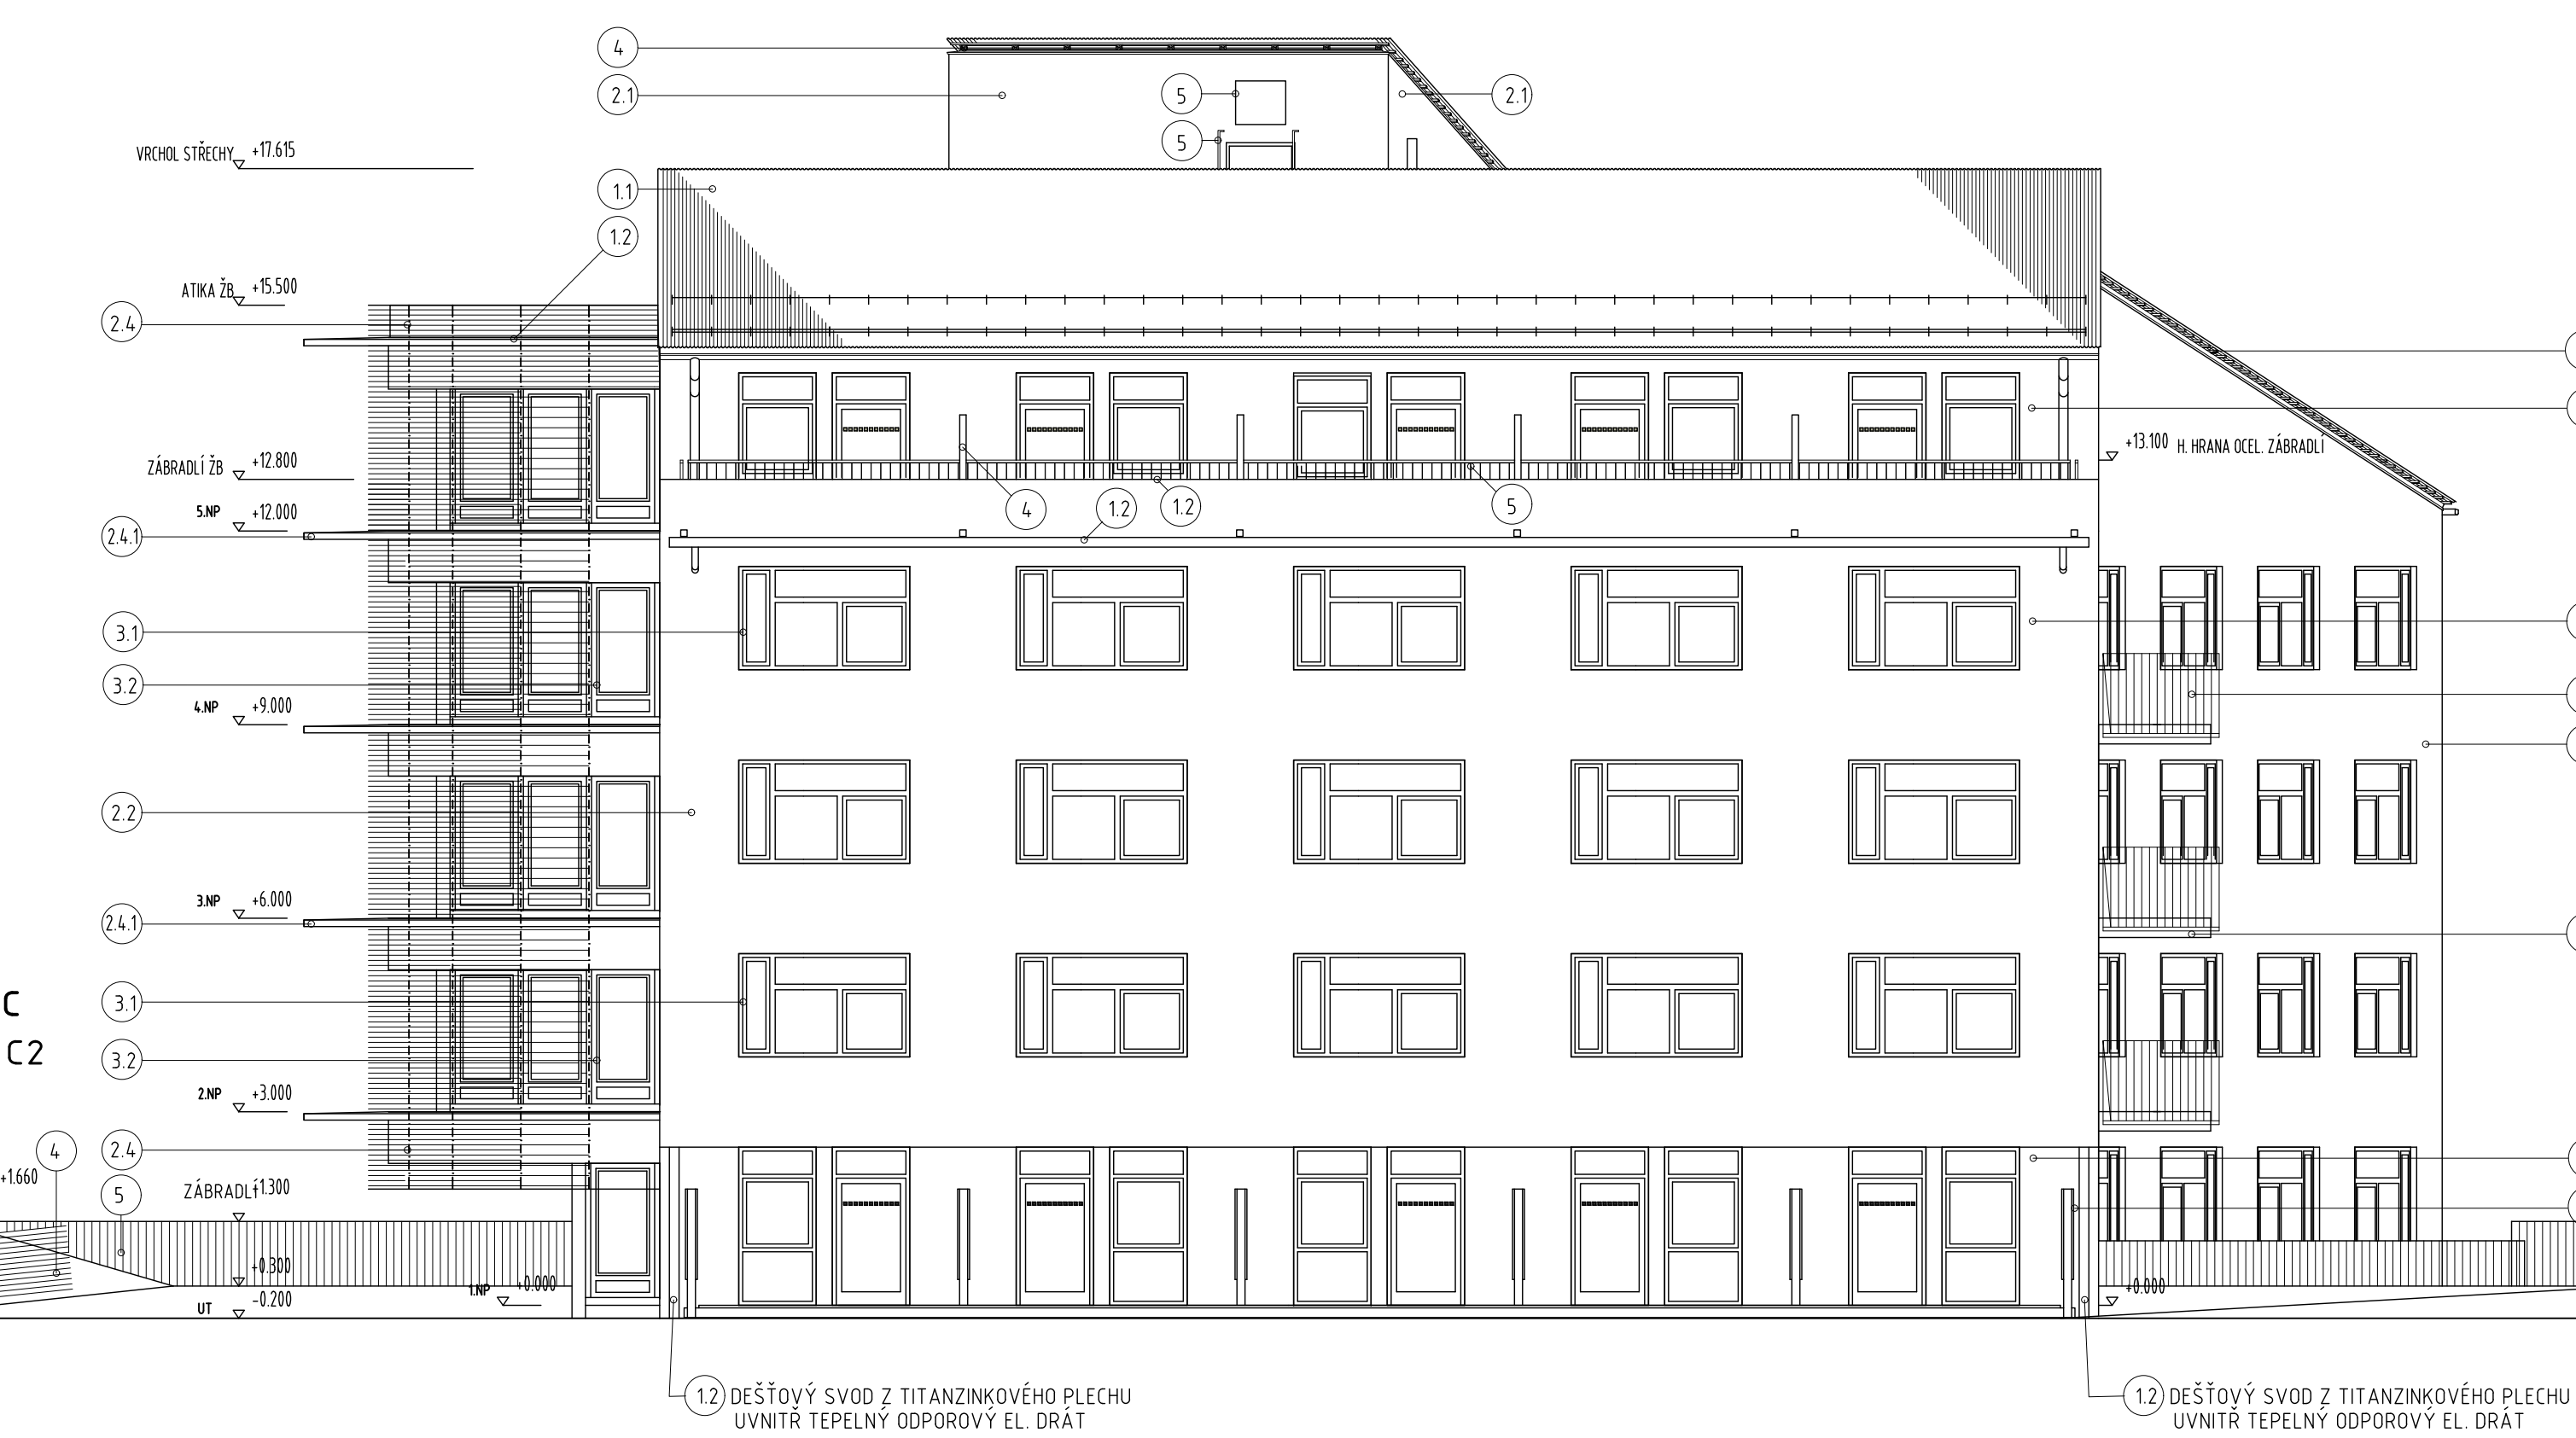 4
2.1
5
2.1
5
VRCHOL STŘECHY +17.615
1.1
1.2
ATIKA ŽB +15.500
2.4
+13.100 H. HRANA OCEL. ZÁBRADLÍ
ZÁBRADLÍ ŽB +12.800
5.NP +12.000
4
1.2
1.2
5
2.4.1
3.1
3.2
4.NP +9.000
2.2
3.NP +6.000
2.4.1
C
3.1
C2
3.2
2.NP +3.000
4
2.4
+1.660
5
ZÁBRADLÍ +1.300
+0.300
1.NP +0.000
+0.000
UT -0.200
1.2 DEŠŤOVÝ SVOD Z TITANZINKOVÉHO PLECHU
UVNITŘ TEPELNÝ ODPOROVÝ EL. DRÁT
1.2 DEŠŤOVÝ SVOD Z TITANZINKOVÉHO PLECHU
UVNITŘ TEPELNÝ ODPOROVÝ EL. DRÁT